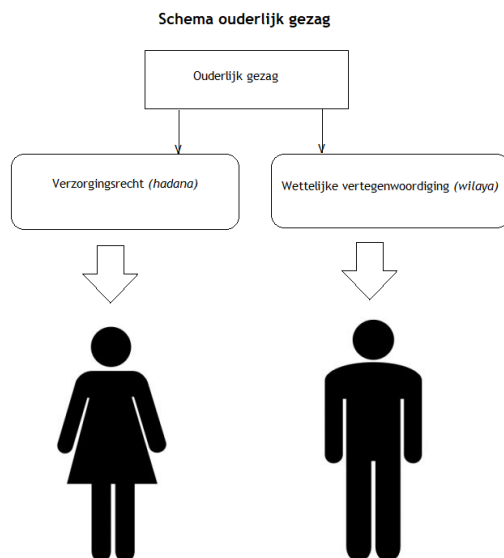 Schema ouderlijk gezag
Ouderlijk gezag
Verzorgingsrecht (hadana)
Wettelijke vertegenwoordiging (wilaya)